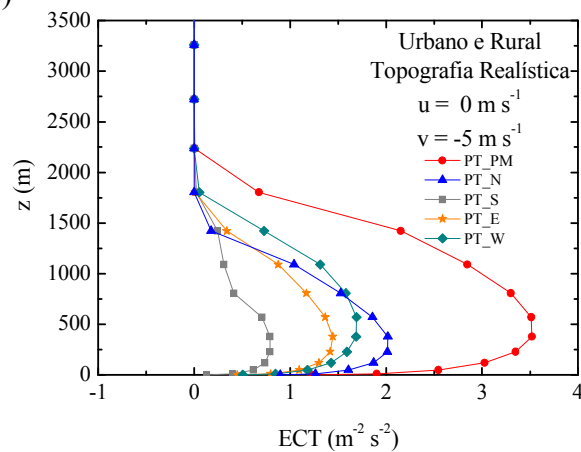 )
3500
3000
2500
2000
1500
1000
500
0
z (m)
Urbano e Rural
Topografia Realística
u = 0 m s⁻¹
v = -5 m s⁻¹
PT_PM
PT_N
PT_S
PT_E
PT_W
-1 0 1 2 3 4
ECT (m⁻² s⁻²)